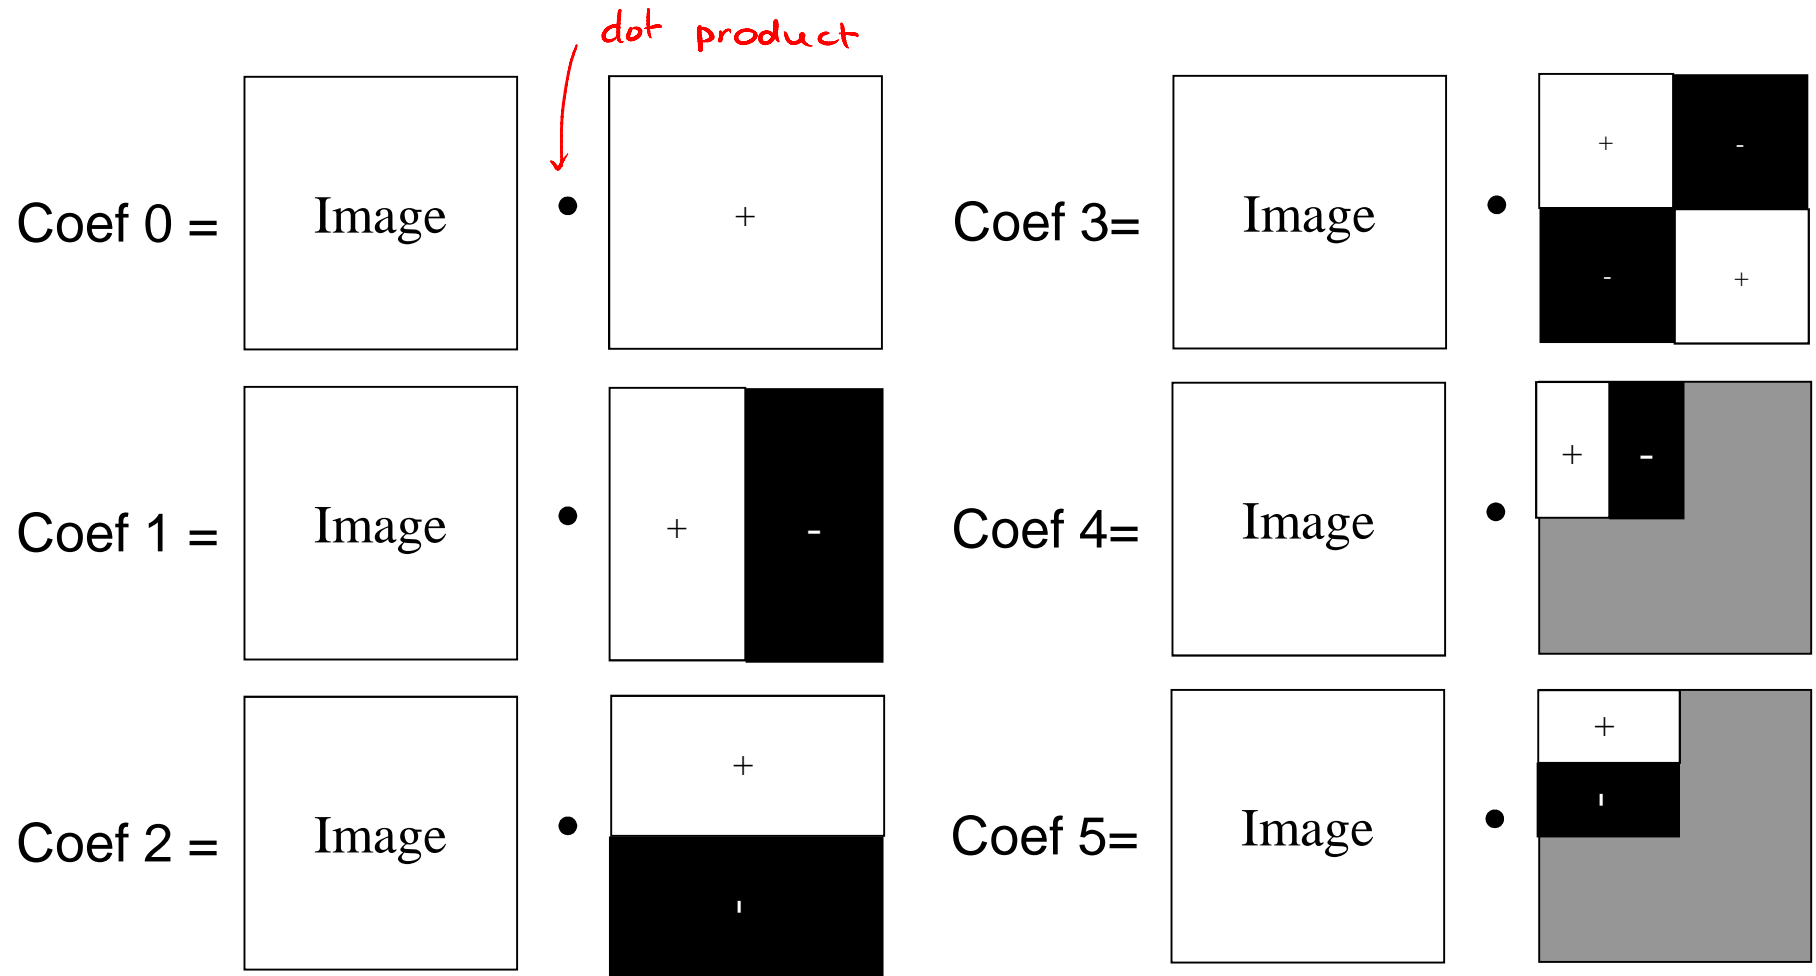 dot product
Coef 0 = Image • +
Coef 1 = Image • + -
Coef 2 = Image • + -
Coef 3= Image • + - - +
Coef 4= Image • + -
Coef 5= Image • + -